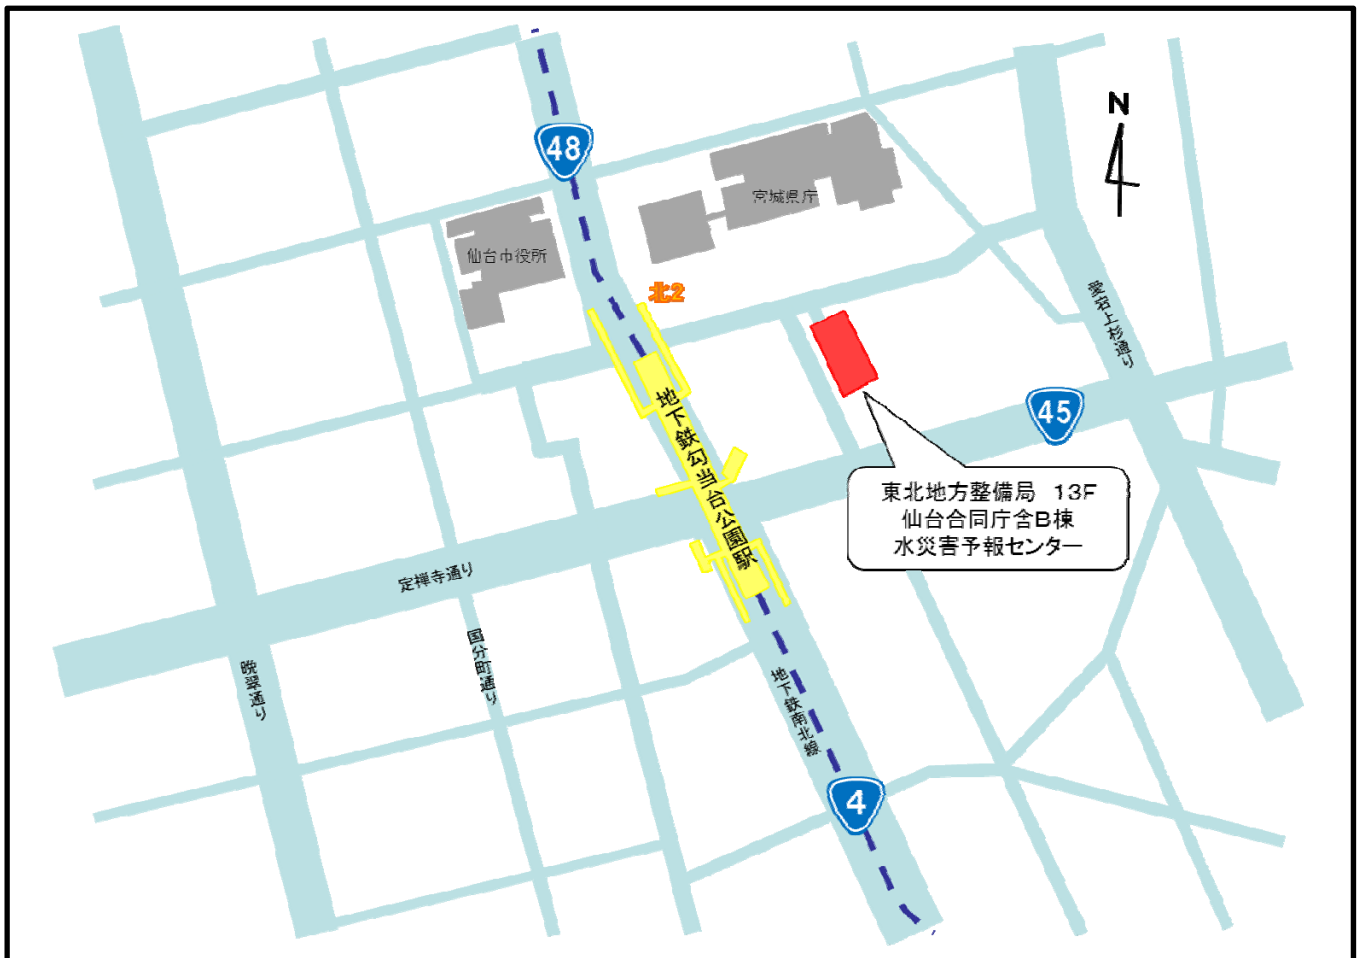 N
48
宮城県庁
仙台市役所
北2
愛宕上杉通り
45
地下鉄勾当台公園駅
東北地方整備局 13F
仙台合同庁舎B棟
水災害予報センター
定禅寺通り
国分町通り
晩翠通り
地下鉄南北線
4